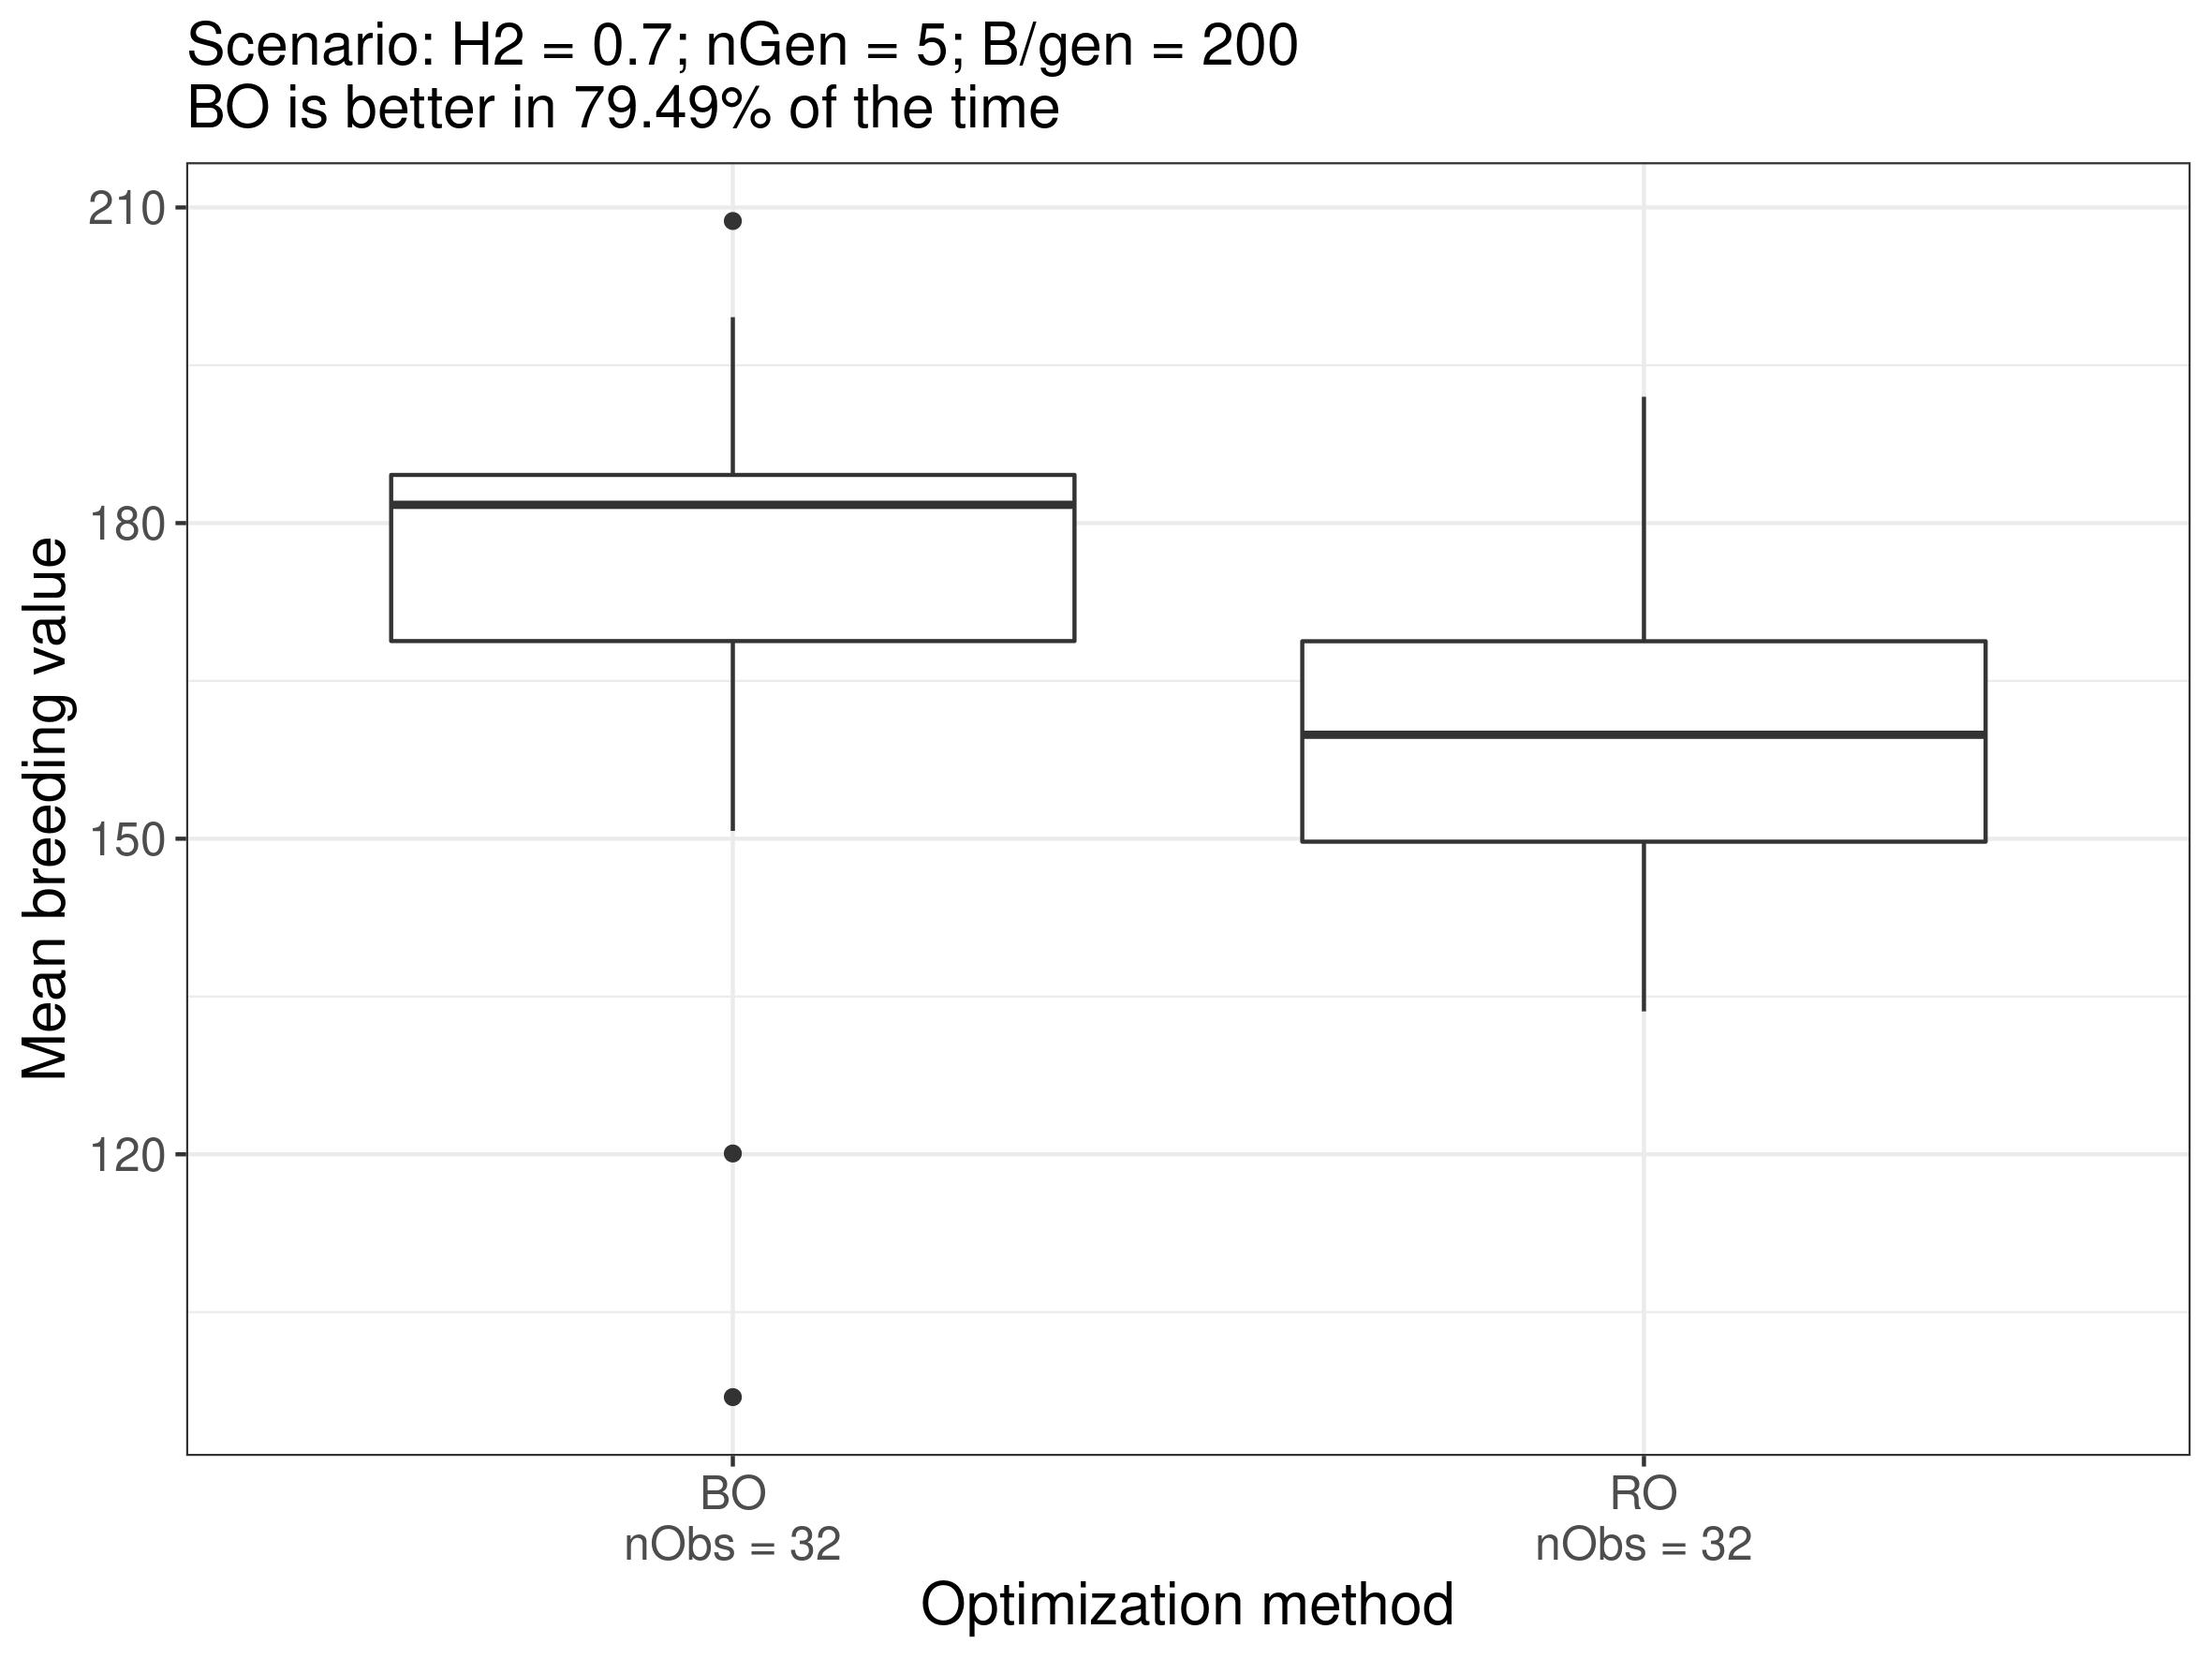 Scenario: H2 = 0.7; nGen = 5; B/gen = 200
BO is better in 79.49% of the time
Mean breeding value
210
180
150
120
BO
nObs = 32
RO
nObs = 32
Optimization method